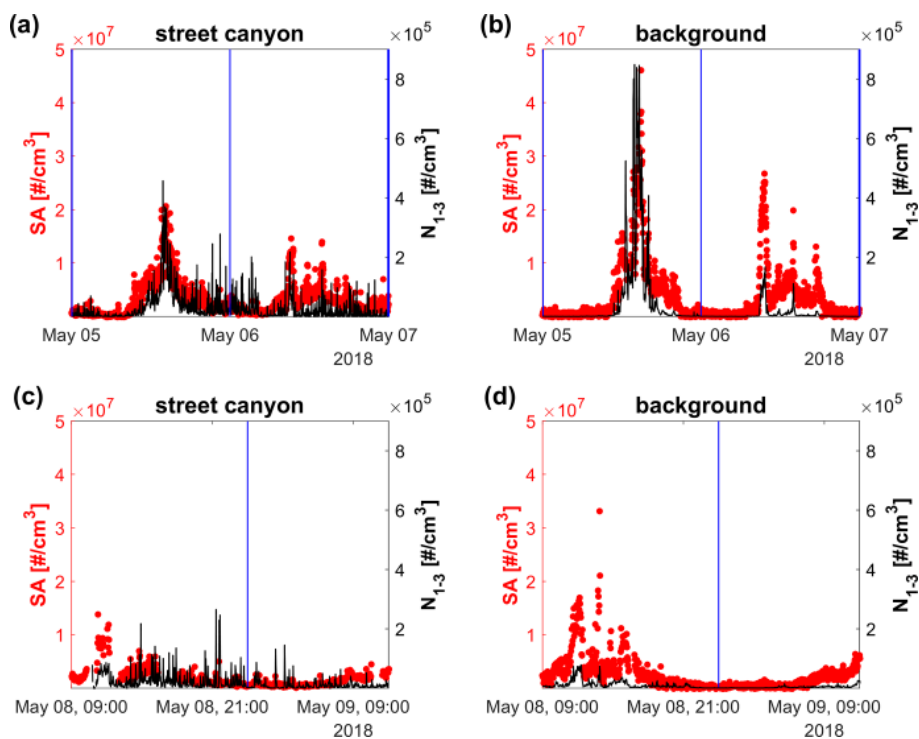 (a) street canyon
×10⁷ ×10⁵
5
4
3
2
1
SA [#/cm³]
8
6
4
2
N₁₋₃ [#/cm³]
May 05 May 06 May 07
2018
(b) background
×10⁷ ×10⁵
5
4
3
2
1
SA [#/cm³]
8
6
4
2
N₁₋₃ [#/cm³]
May 05 May 06 May 07
2018
(c) street canyon
×10⁷ ×10⁵
5
4
3
2
1
SA [#/cm³]
8
6
4
2
N₁₋₃ [#/cm³]
May 08, 09:00 May 08, 21:00 May 09, 09:00
2018
(d) background
×10⁷ ×10⁵
5
4
3
2
1
SA [#/cm³]
8
6
4
2
N₁₋₃ [#/cm³]
May 08, 09:00 May 08, 21:00 May 09, 09:00
2018